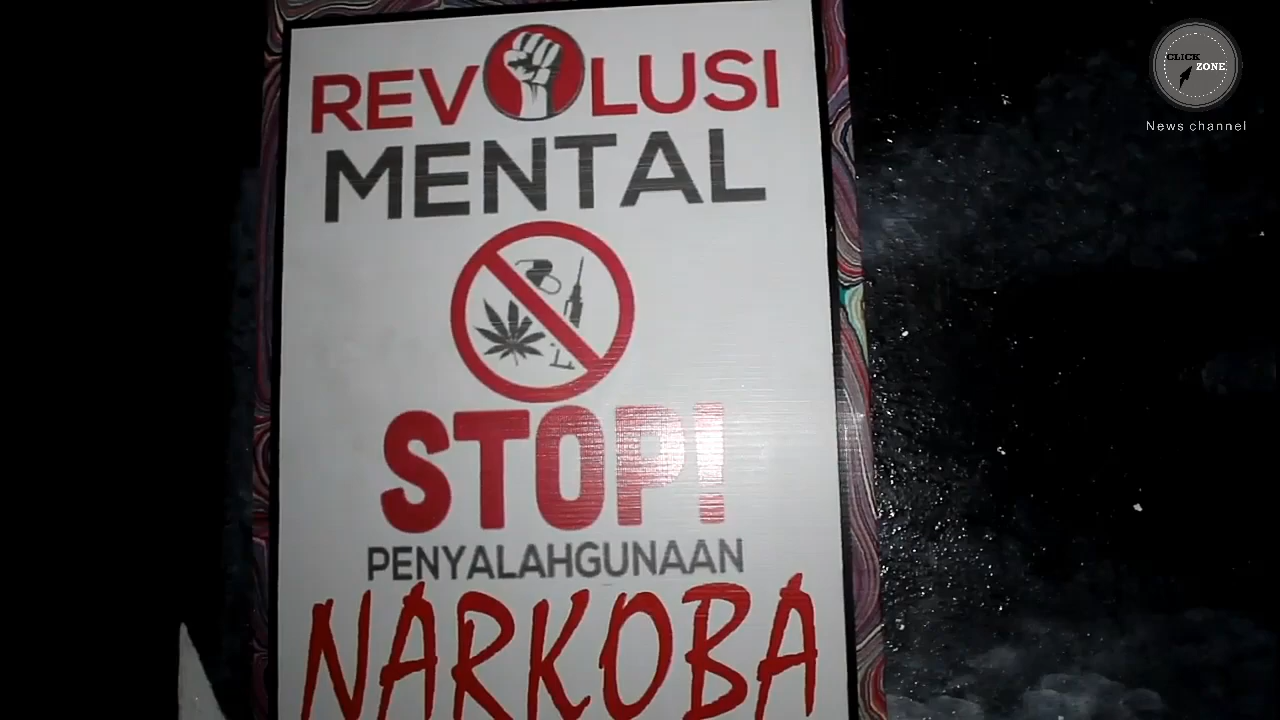 REVOLUSI
MENTAL
STOP!
PENYALAHGUNAAN
NARKOBA
CLICK
ZONE
News channel